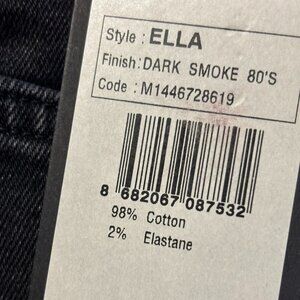 Style : ELLA
Finish : DARK SMOKE 80'S
Code : M1446728619
8 682067 087532
98% Cotton
2% Elastane